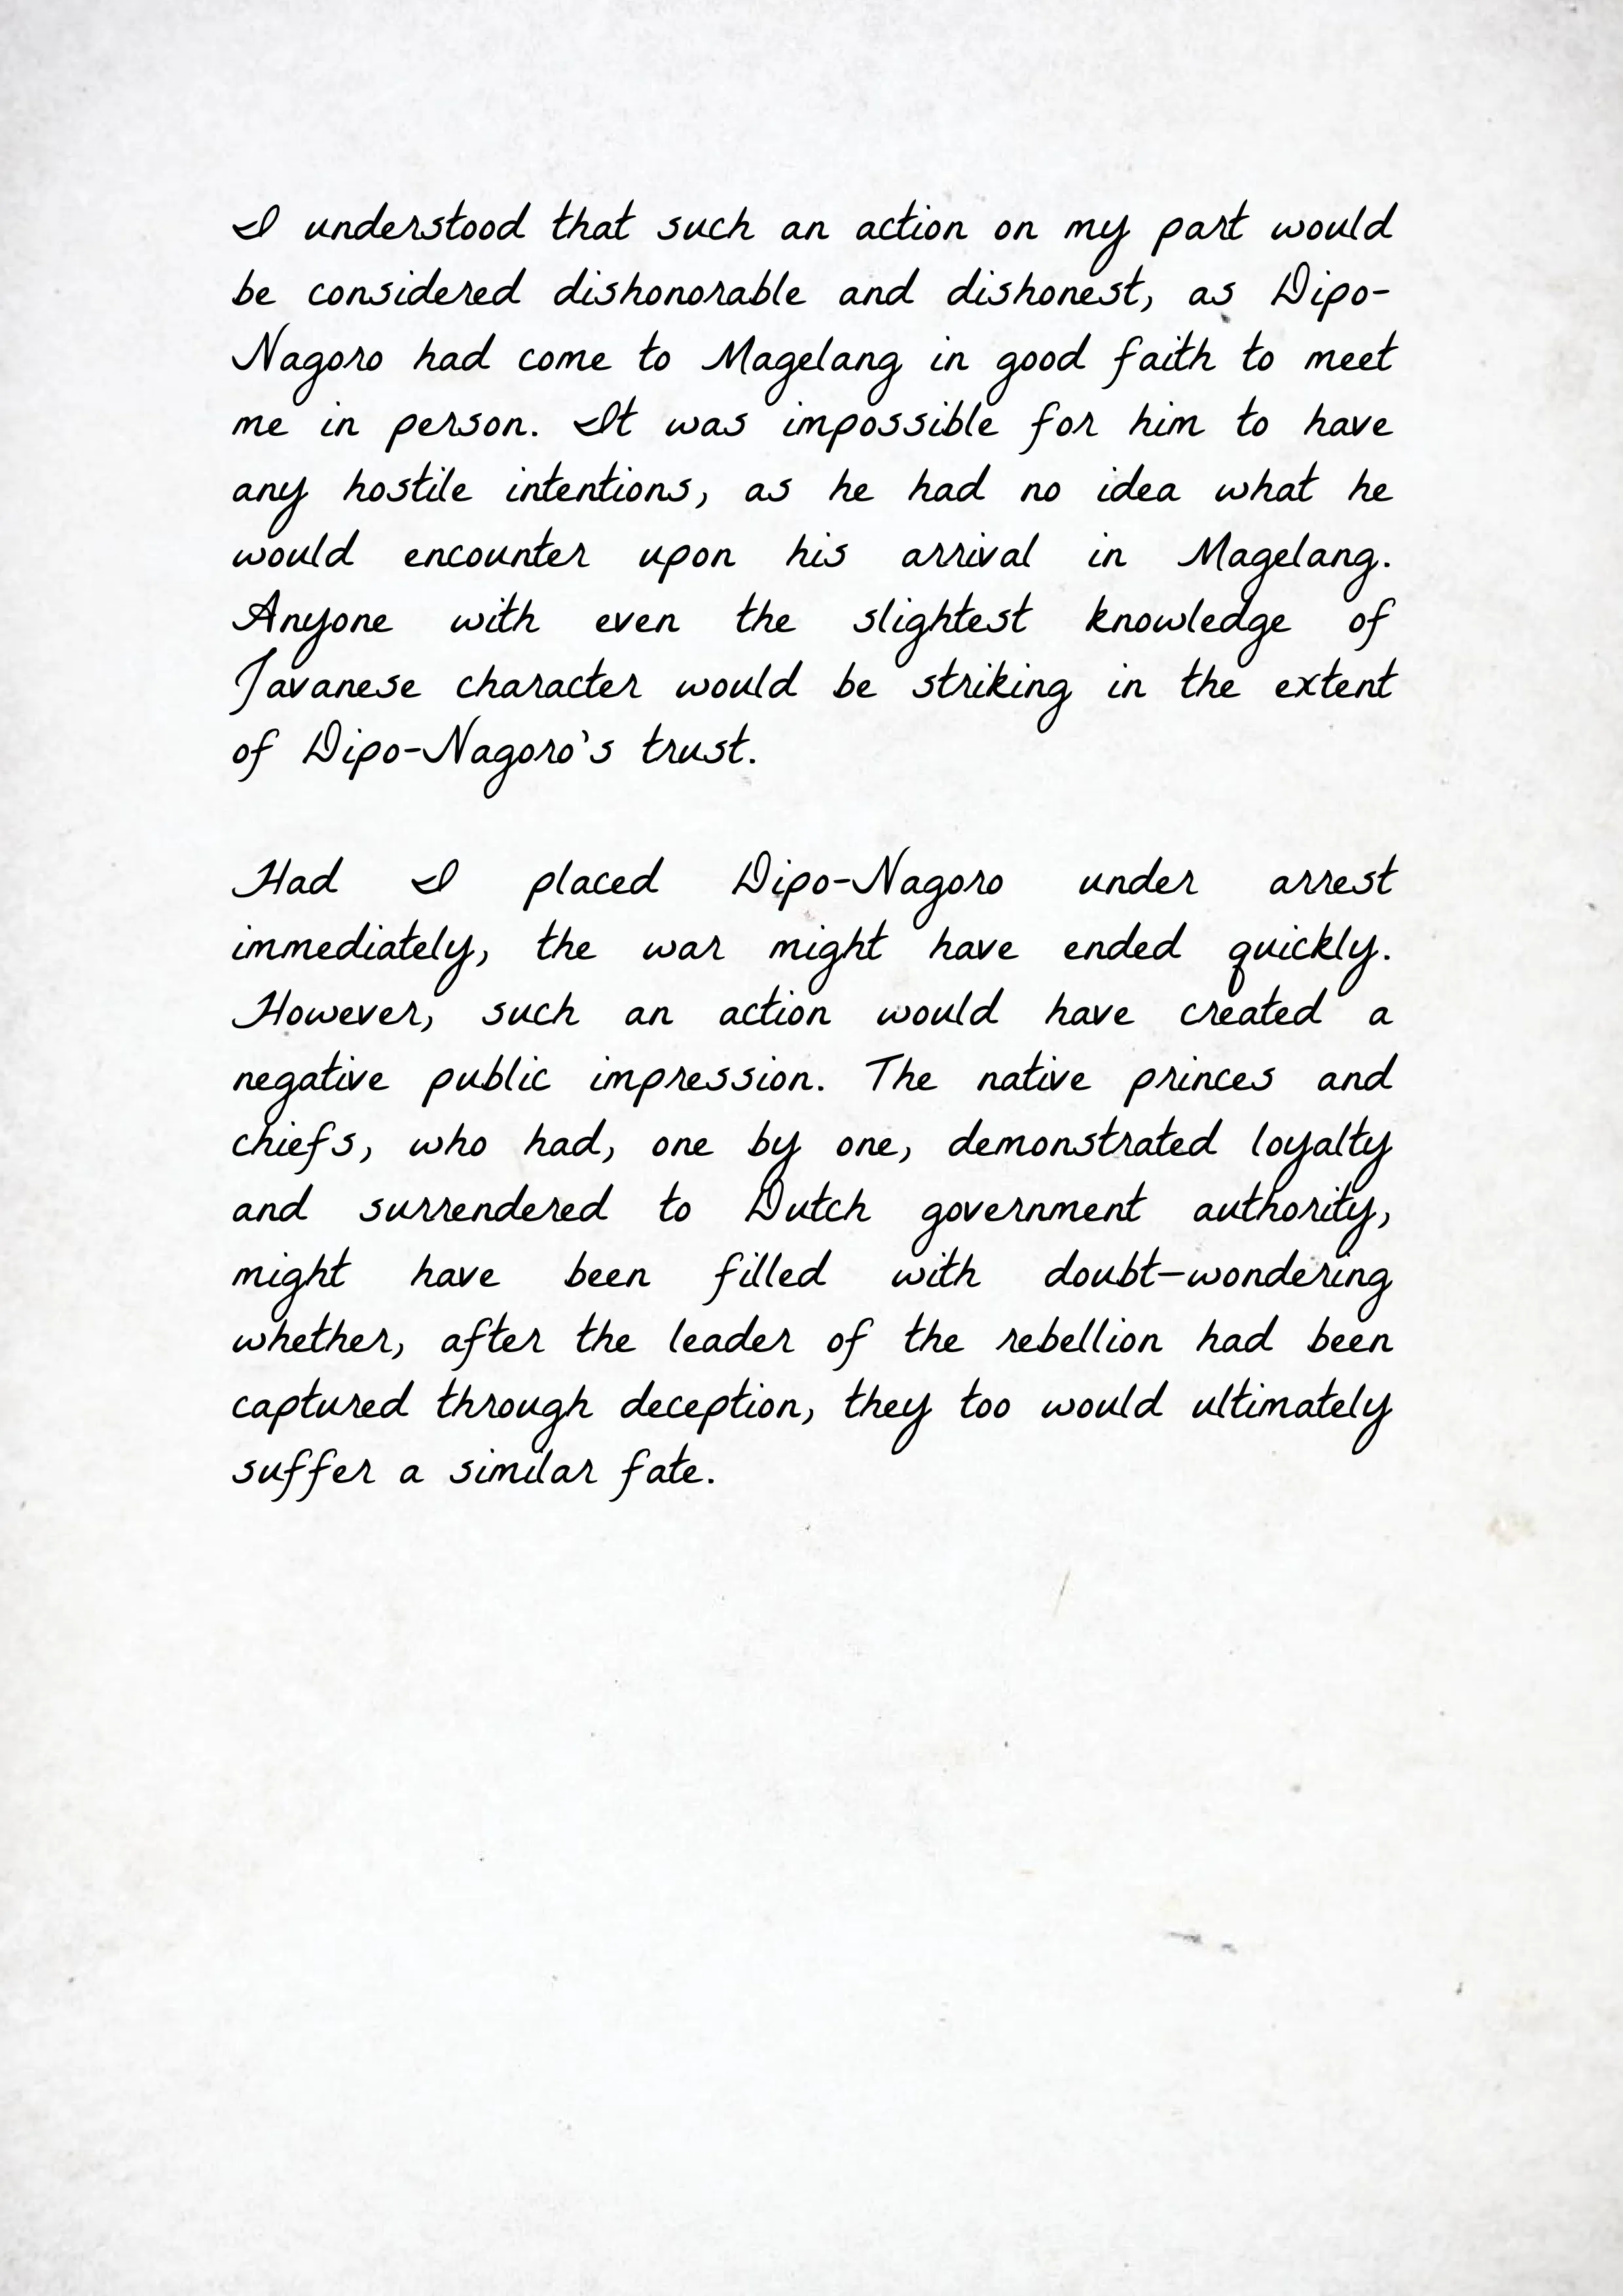 I understood that such an action on my part would
be considered dishonorable and dishonest, as Dipo-
Nagoro had come to Magelang in good faith to meet
me in person. It was impossible for him to have
any hostile intentions, as he had no idea what he
would encounter upon his arrival in Magelang.
Anyone with even the slightest knowledge of
Javanese character would be striking in the extent
of Dipo-Nagoro's trust.
Had I placed Dipo-Nagoro under arrest
immediately, the war might have ended quickly.
However, such an action would have created a
negative public impression. The native princes and
chiefs, who had, one by one, demonstrated loyalty
and surrendered to Dutch government authority,
might have been filled with doubt—wondering
whether, after the leader of the rebellion had been
captured through deception, they too would ultimately
suffer a similar fate.